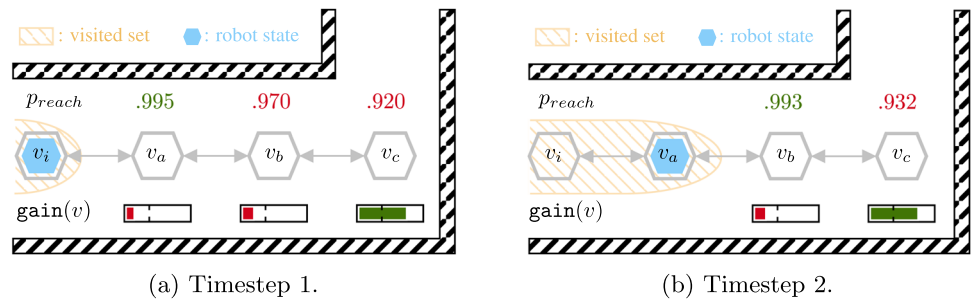 : visited set : robot state
p_reach .995 .970 .920
v_i v_a v_b v_c
gain(v)
(a) Timestep 1.
: visited set : robot state
p_reach .993 .932
v_i v_a v_b v_c
gain(v)
(b) Timestep 2.